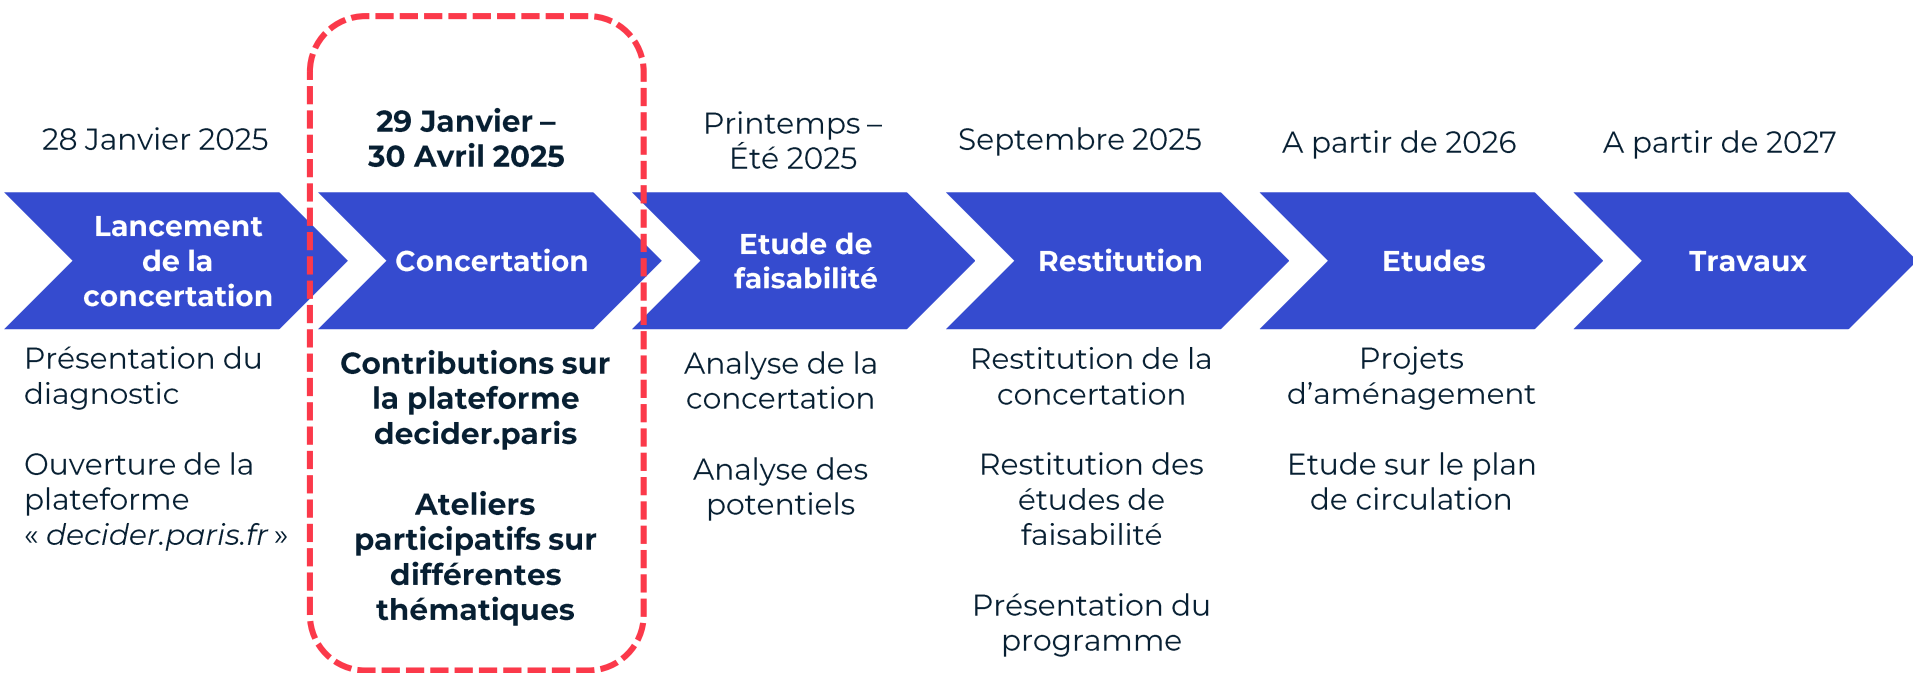 28 Janvier 2025
Lancement
de la
concertation
Présentation du
diagnostic
Ouverture de la
plateforme
« decider.paris.fr »
29 Janvier –
30 Avril 2025
Concertation
Contributions sur
la plateforme
decider.paris
Ateliers
participatifs sur
différentes
thématiques
Printemps –
Été 2025
Etude de
faisabilité
Analyse de la
concertation
Analyse des
potentiels
Septembre 2025
Restitution
Restitution de la
concertation
Restitution des
études de
faisabilité
Présentation du
programme
A partir de 2026
Etudes
Projets
d’aménagement
Etude sur le plan
de circulation
A partir de 2027
Travaux